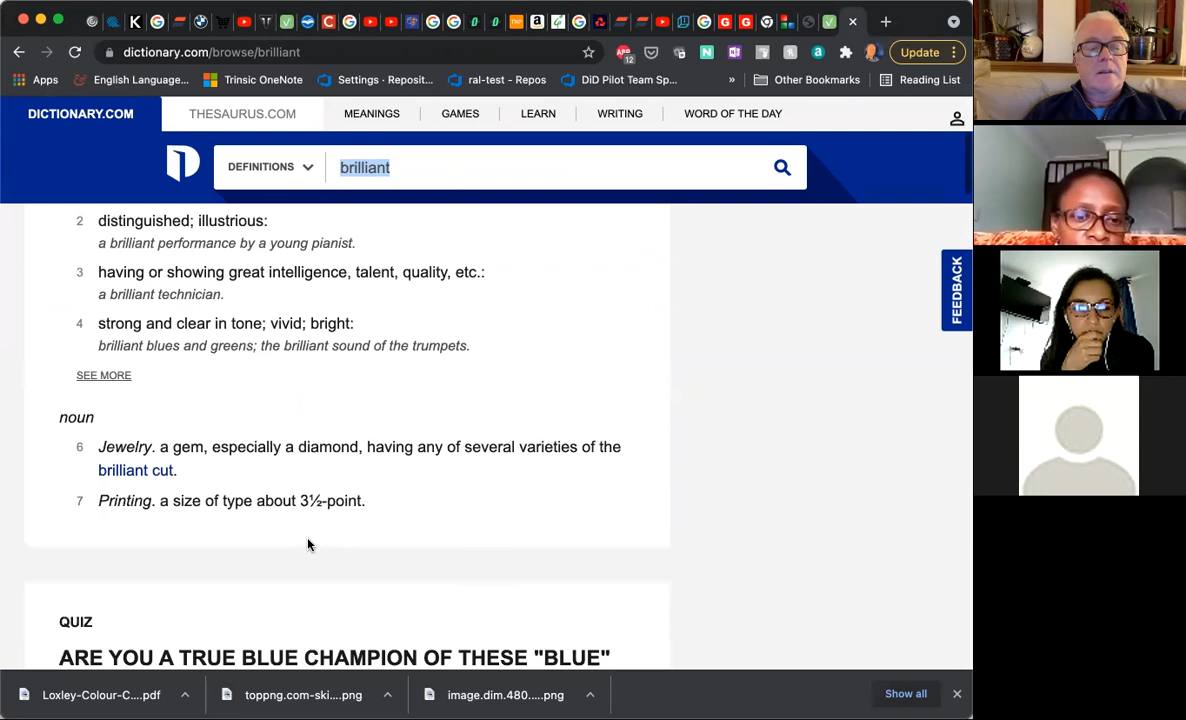 dictionary.com/browse/brilliant
Update
12
Apps
English Language...
Trinsic OneNote
Settings · Reposit...
ral-test - Repos
DiD Pilot Team Sp...
»
Other Bookmarks
Reading List
DICTIONARY.COM
THESAURUS.COM
MEANINGS
GAMES
LEARN
WRITING
WORD OF THE DAY
DEFINITIONS
brilliant
2 distinguished; illustrious:
a brilliant performance by a young pianist.
3 having or showing great intelligence, talent, quality, etc.:
a brilliant technician.
4 strong and clear in tone; vivid; bright:
brilliant blues and greens; the brilliant sound of the trumpets.
SEE MORE
FEEDBACK
noun
6 Jewelry. a gem, especially a diamond, having any of several varieties of the
brilliant cut.
7 Printing. a size of type about 3½-point.
QUIZ
ARE YOU A TRUE BLUE CHAMPION OF THESE "BLUE"
Loxley-Colour-C....pdf
toppng.com-ski....png
image.dim.480.....png
Show all